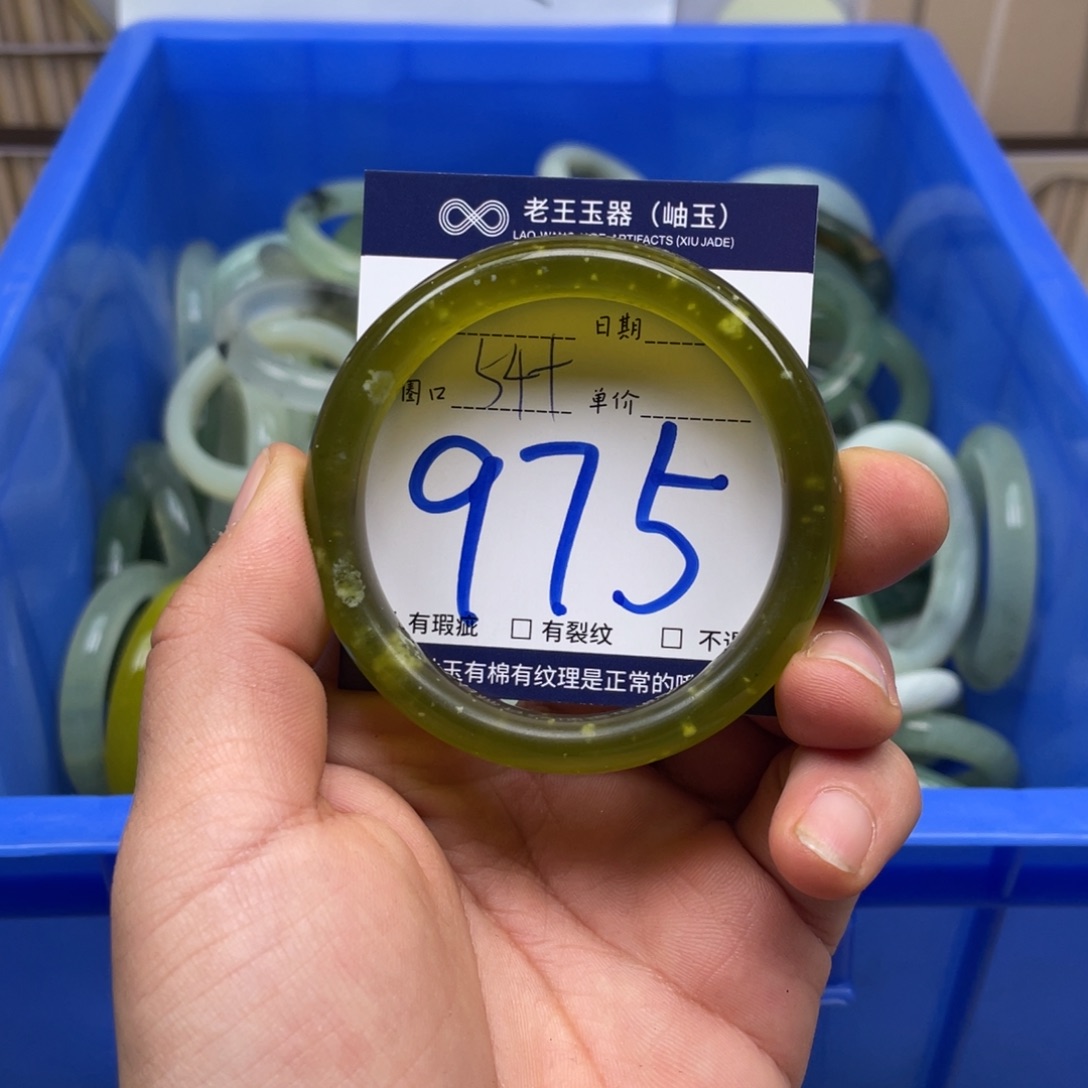 老王玉器（岫玉）
LAO WANG JADE ARTIFACTS (XIU JADE)
日期
圈口 54+ 单价
975
有瑕疵 □ 有裂纹 □ 不
玉有棉有纹理是正常的